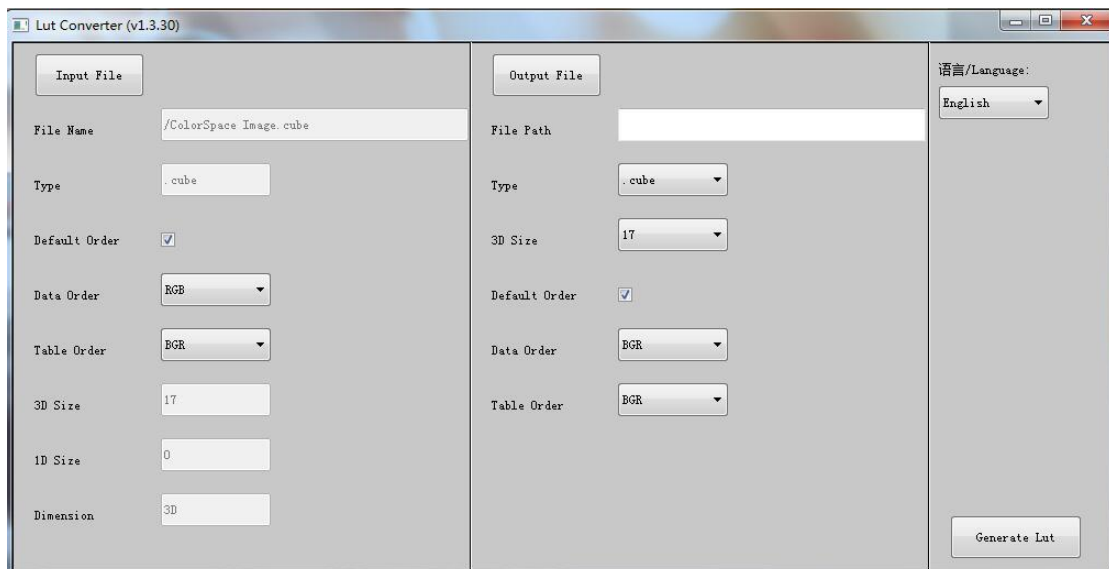 Lut Converter (v1.3.30)
Input File
File Name
/ColorSpace Image.cube
Type
.cube
Default Order
Data Order
RGB
Table Order
BGR
3D Size
17
1D Size
0
Dimension
3D
Output File
File Path
Type
.cube
3D Size
17
Default Order
Data Order
BGR
Table Order
BGR
语言/Language:
English
Generate Lut